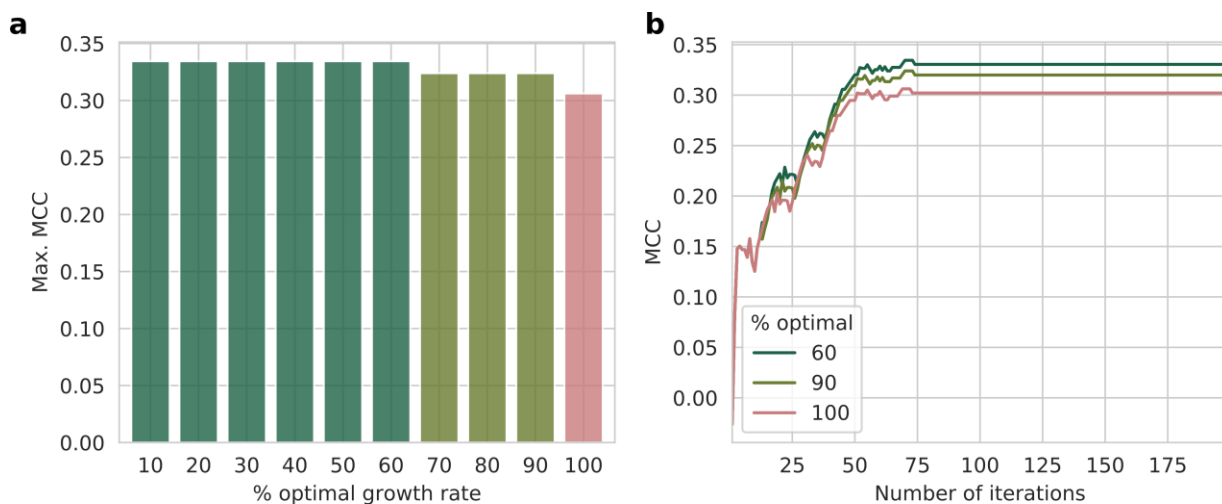 a
0.35
0.30
0.25
0.20
0.15
0.10
0.05
0.00
Max. MCC
10 20 30 40 50 60 70 80 90 100
% optimal growth rate
b
0.35
0.30
0.25
0.20
0.15
0.10
0.05
0.00
MCC
% optimal
60
90
100
25 50 75 100 125 150 175
Number of iterations